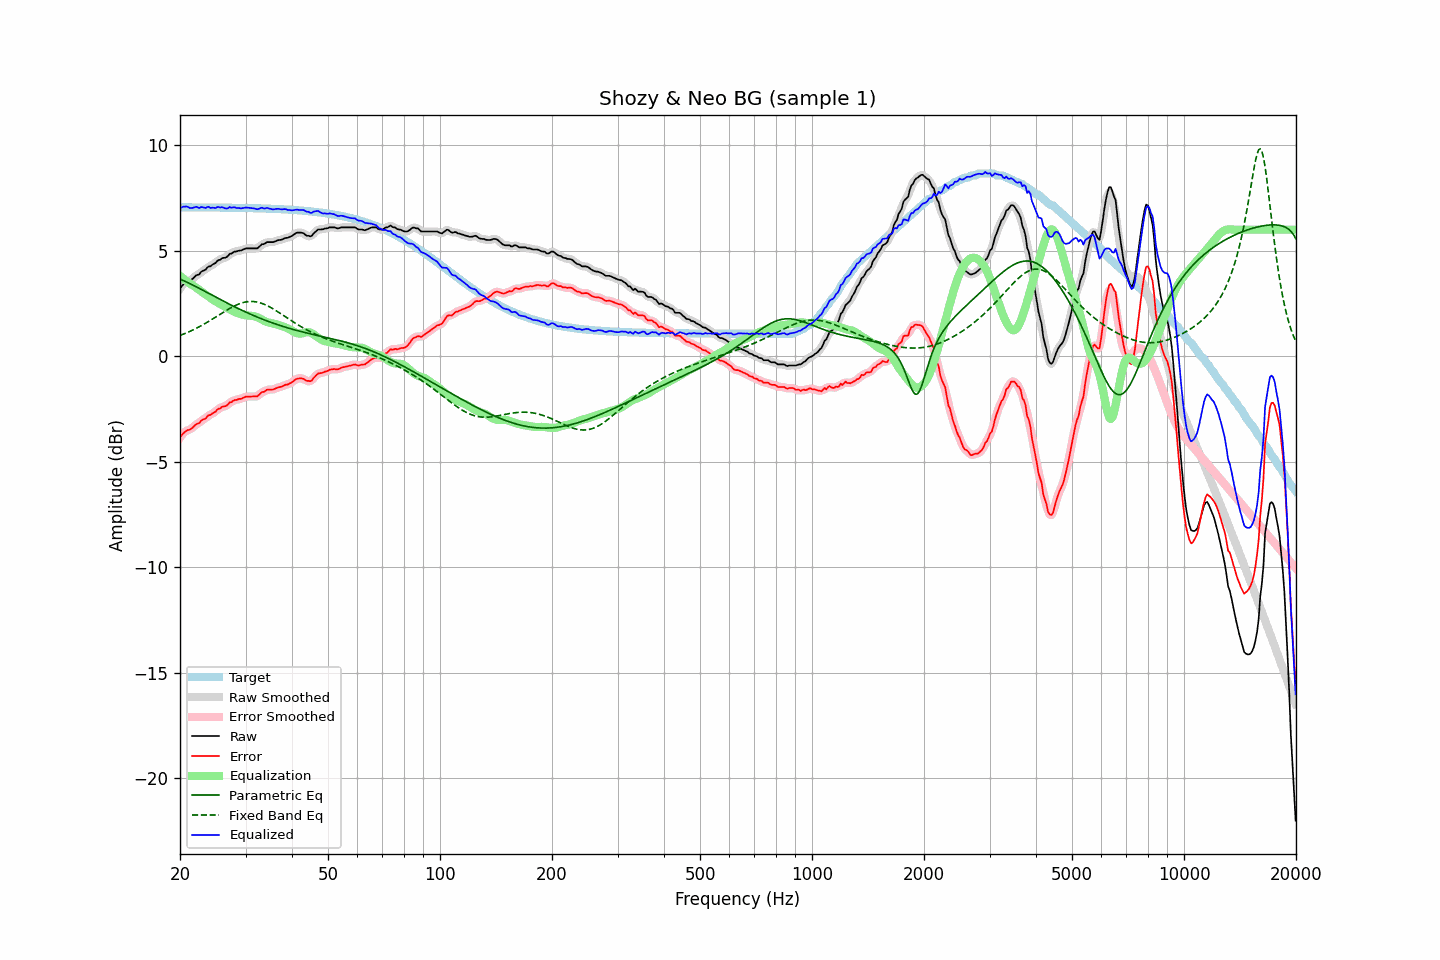 Shozy & Neo BG (sample 1)
10
5
0
−5
−10
−15
−20
Amplitude (dBr)
Target
Raw Smoothed
Error Smoothed
Raw
Error
Equalization
Parametric Eq
Fixed Band Eq
Equalized
20 50 100 200 500 1000 2000 5000 10000 20000
Frequency (Hz)